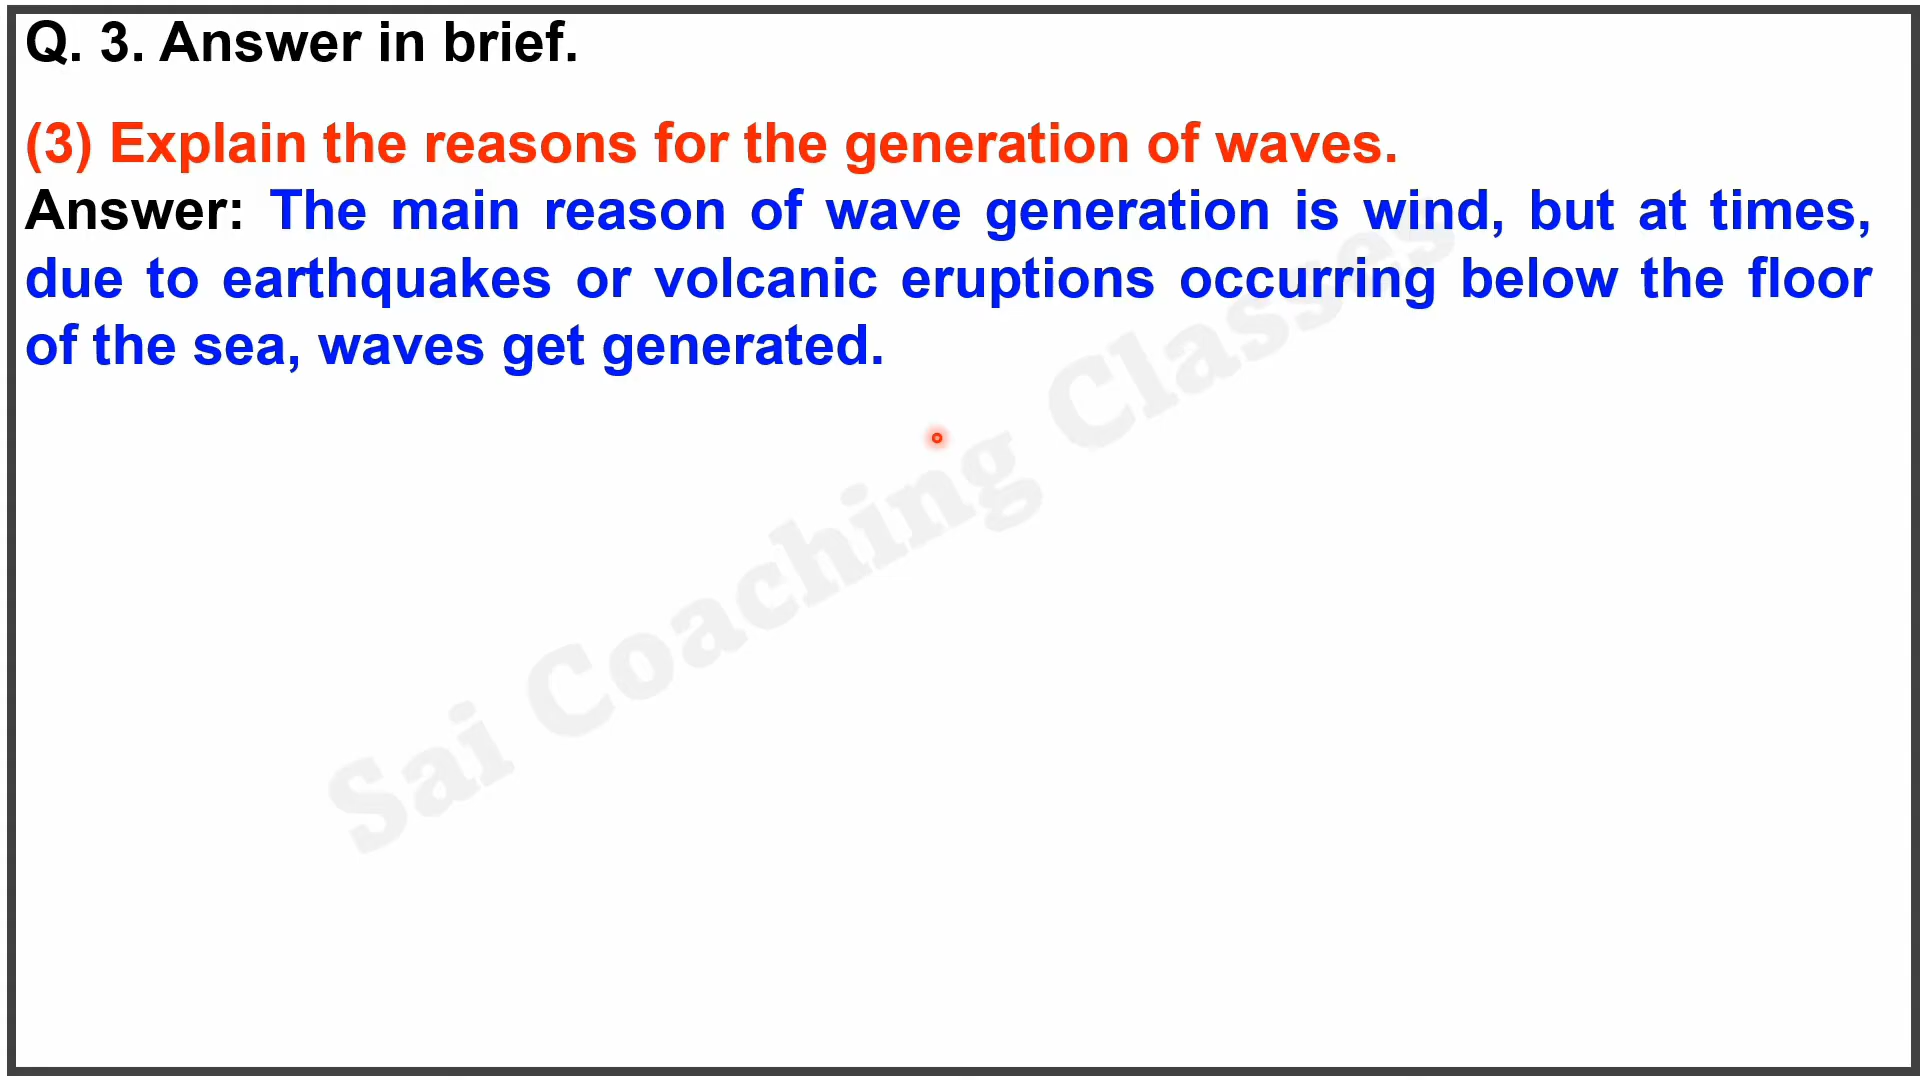 Q. 3. Answer in brief.
(3) Explain the reasons for the generation of waves.
Answer: The main reason of wave generation is wind, but at times,
due to earthquakes or volcanic eruptions occurring below the floor
of the sea, waves get generated.
Sai Coaching Classes